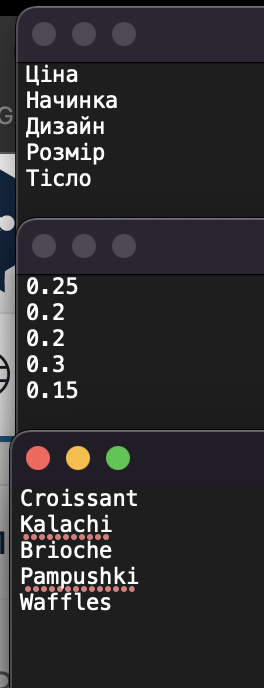 Ціна
Начинка
Дизайн
Розмір
Тісло
0.25
0.2
0.2
0.3
0.15
Croissant
Kalachi
Brioche
Pampushki
Waffles